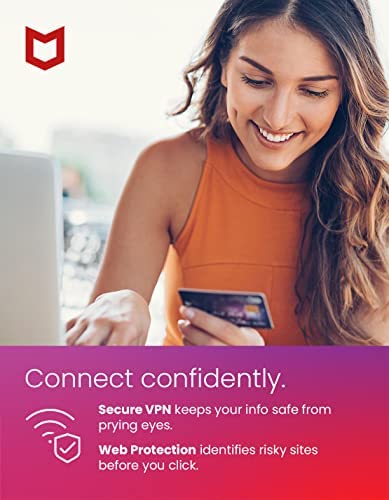 Connect confidently.
Secure VPN keeps your info safe from
prying eyes.
Web Protection identifies risky sites
before you click.